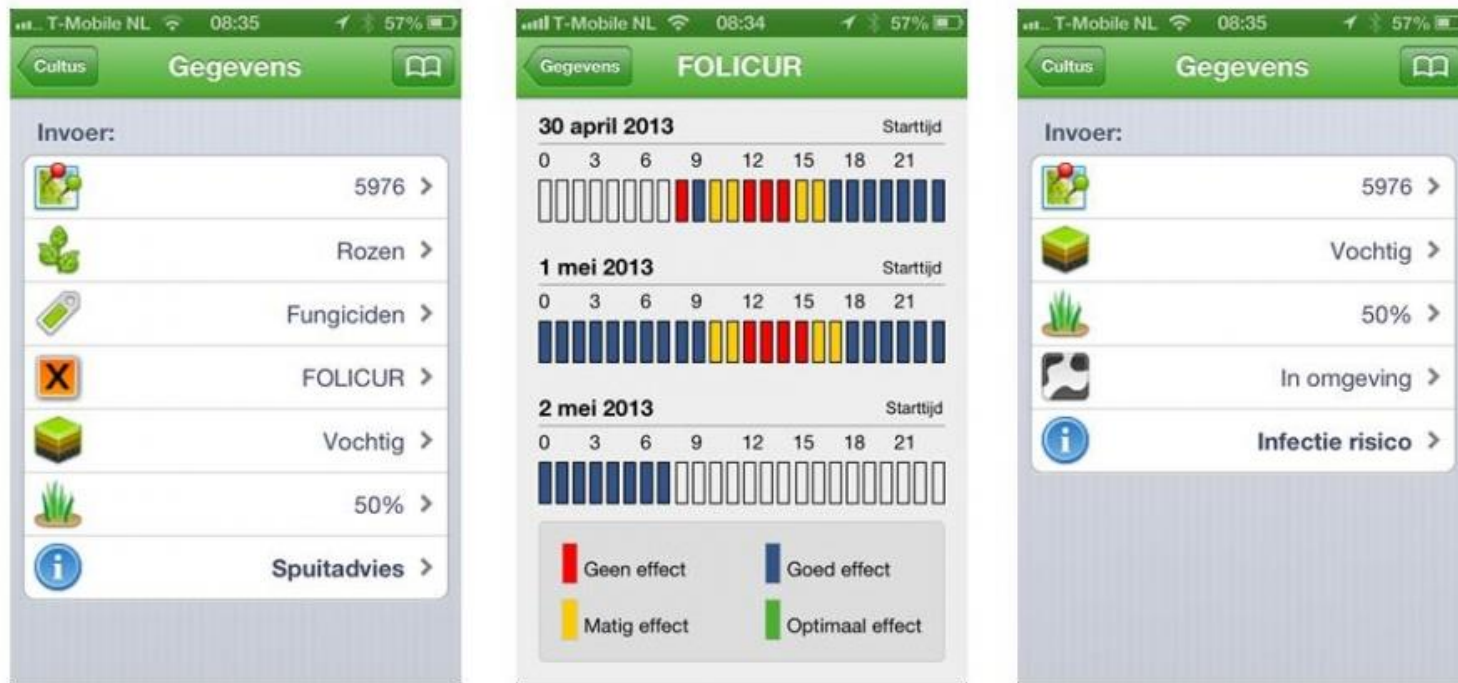 T-Mobile NL 08:35 57%
Cultus Gegevens
Invoer:
5976
Rozen
Fungiciden
X FOLICUR
Vochtig
50%
i Spuitadvies
T-Mobile NL 08:34 57%
Gegevens FOLICUR
30 april 2013 Starttijd
0 3 6 9 12 15 18 21
1 mei 2013 Starttijd
0 3 6 9 12 15 18 21
2 mei 2013 Starttijd
0 3 6 9 12 15 18 21
Geen effect Goed effect
Matig effect Optimaal effect
T-Mobile NL 08:35 57%
Cultus Gegevens
Invoer:
5976
Vochtig
50%
In omgeving
i Infectie risico